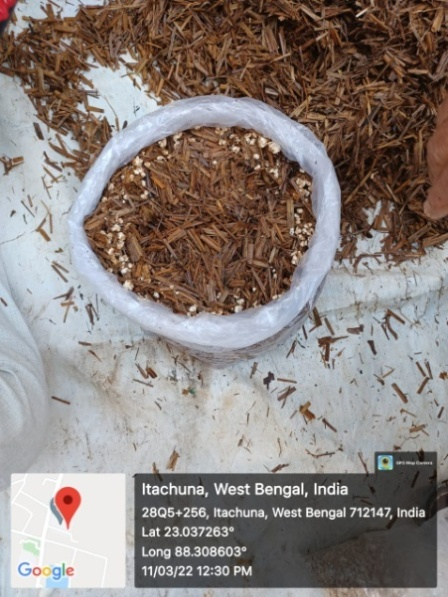 GPS Map Camera
Itachuna, West Bengal, India
28Q5+256, Itachuna, West Bengal 712147, India
Lat 23.037263°
Long 88.308603°
11/03/22 12:30 PM
Google